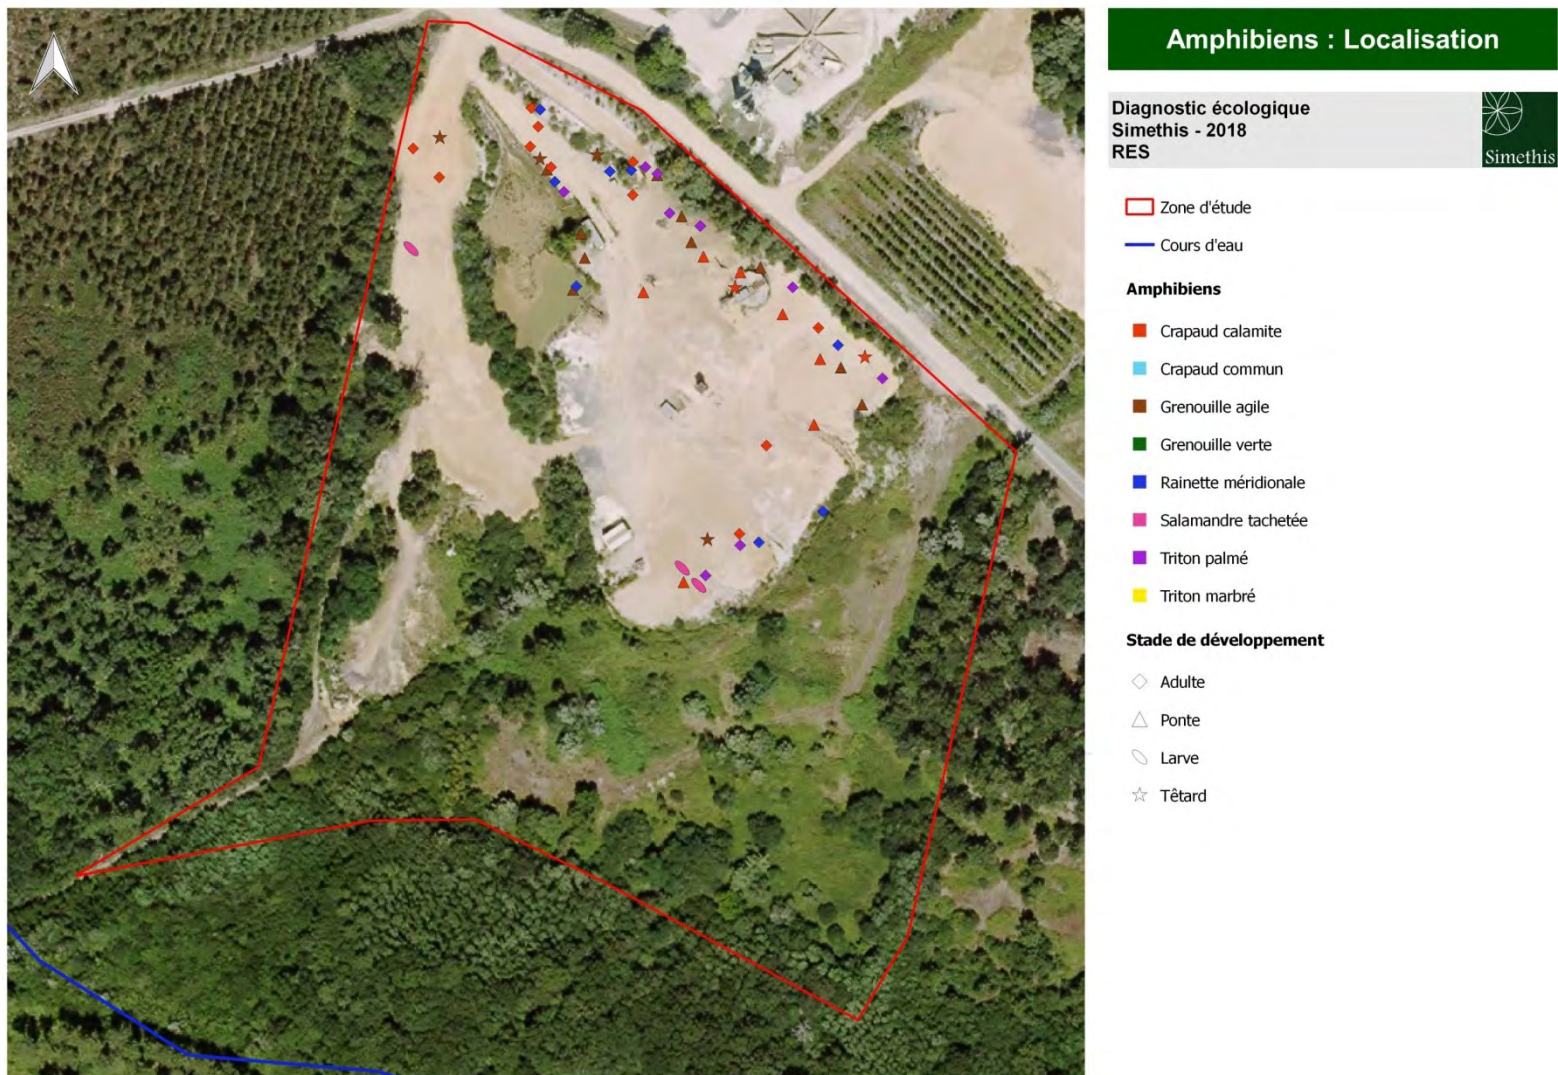 Amphibiens : Localisation
Diagnostic écologique
Simethis - 2018
RES
Simethis
Zone d'étude
Cours d'eau
Amphibiens
Crapaud calamite
Crapaud commun
Grenouille agile
Grenouille verte
Rainette méridionale
Salamandre tachetée
Triton palmé
Triton marbré
Stade de développement
Adulte
Ponte
Larve
Têtard